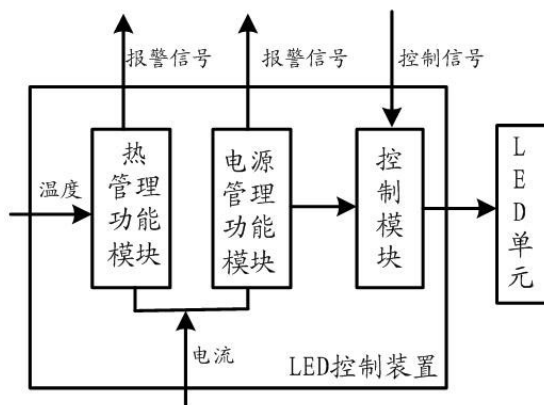 报警信号
报警信号
控制信号
温度
热
管理
功能
模块
电源
管理
功能
模块
控
制
模
块
L
E
D
单
元
电流
LED控制装置